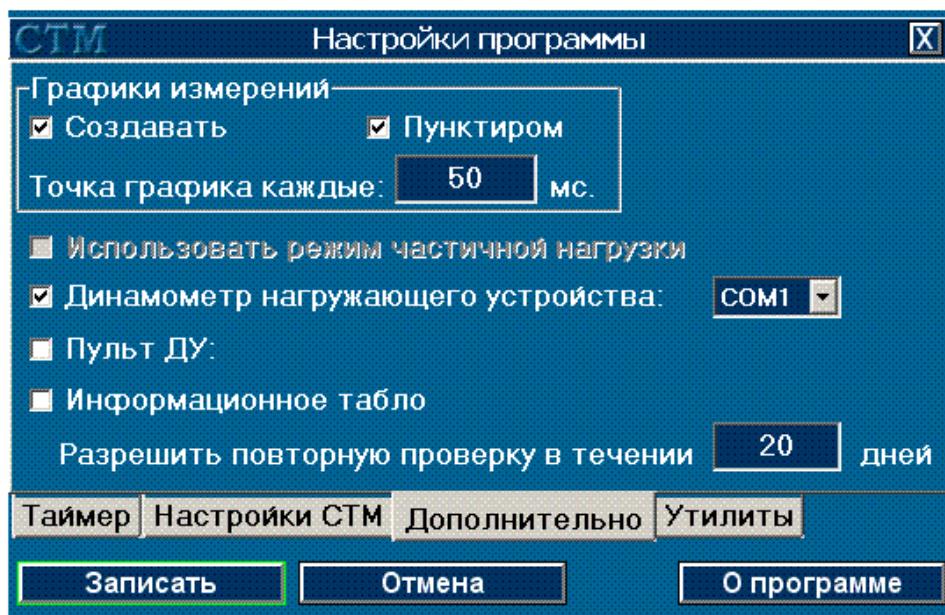 СТМ Настройки программы X
Графики измерений
Создавать Пунктиром
Точка графика каждые: 50 мс.
Использовать режим частичной нагрузки
Динамометр нагружающего устройства: COM1
Пульт ДУ:
Информационное табло
Разрешить повторную проверку в течении 20 дней
Таймер Настройки СТМ Дополнительно Утилиты
Записать Отмена О программе